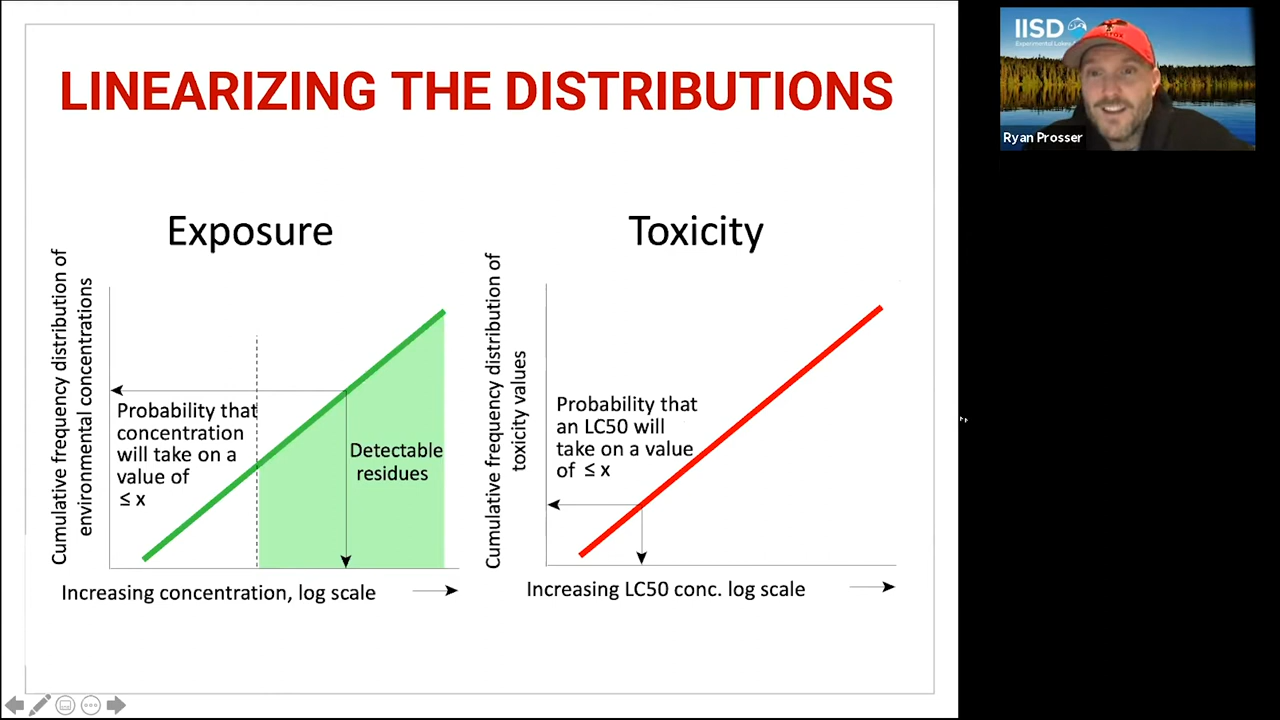 LINEARIZING THE DISTRIBUTIONS
Exposure
Cumulative frequency distribution of
environmental concentrations
Probability that
concentration
will take on a
value of
≤ x
Detectable
residues
Increasing concentration, log scale
Toxicity
Cumulative frequency distribution of
toxicity values
Probability that
an LC50 will
take on a value
of ≤ x
Increasing LC50 conc. log scale
IISD
Experimental Lakes
Ryan Prosser